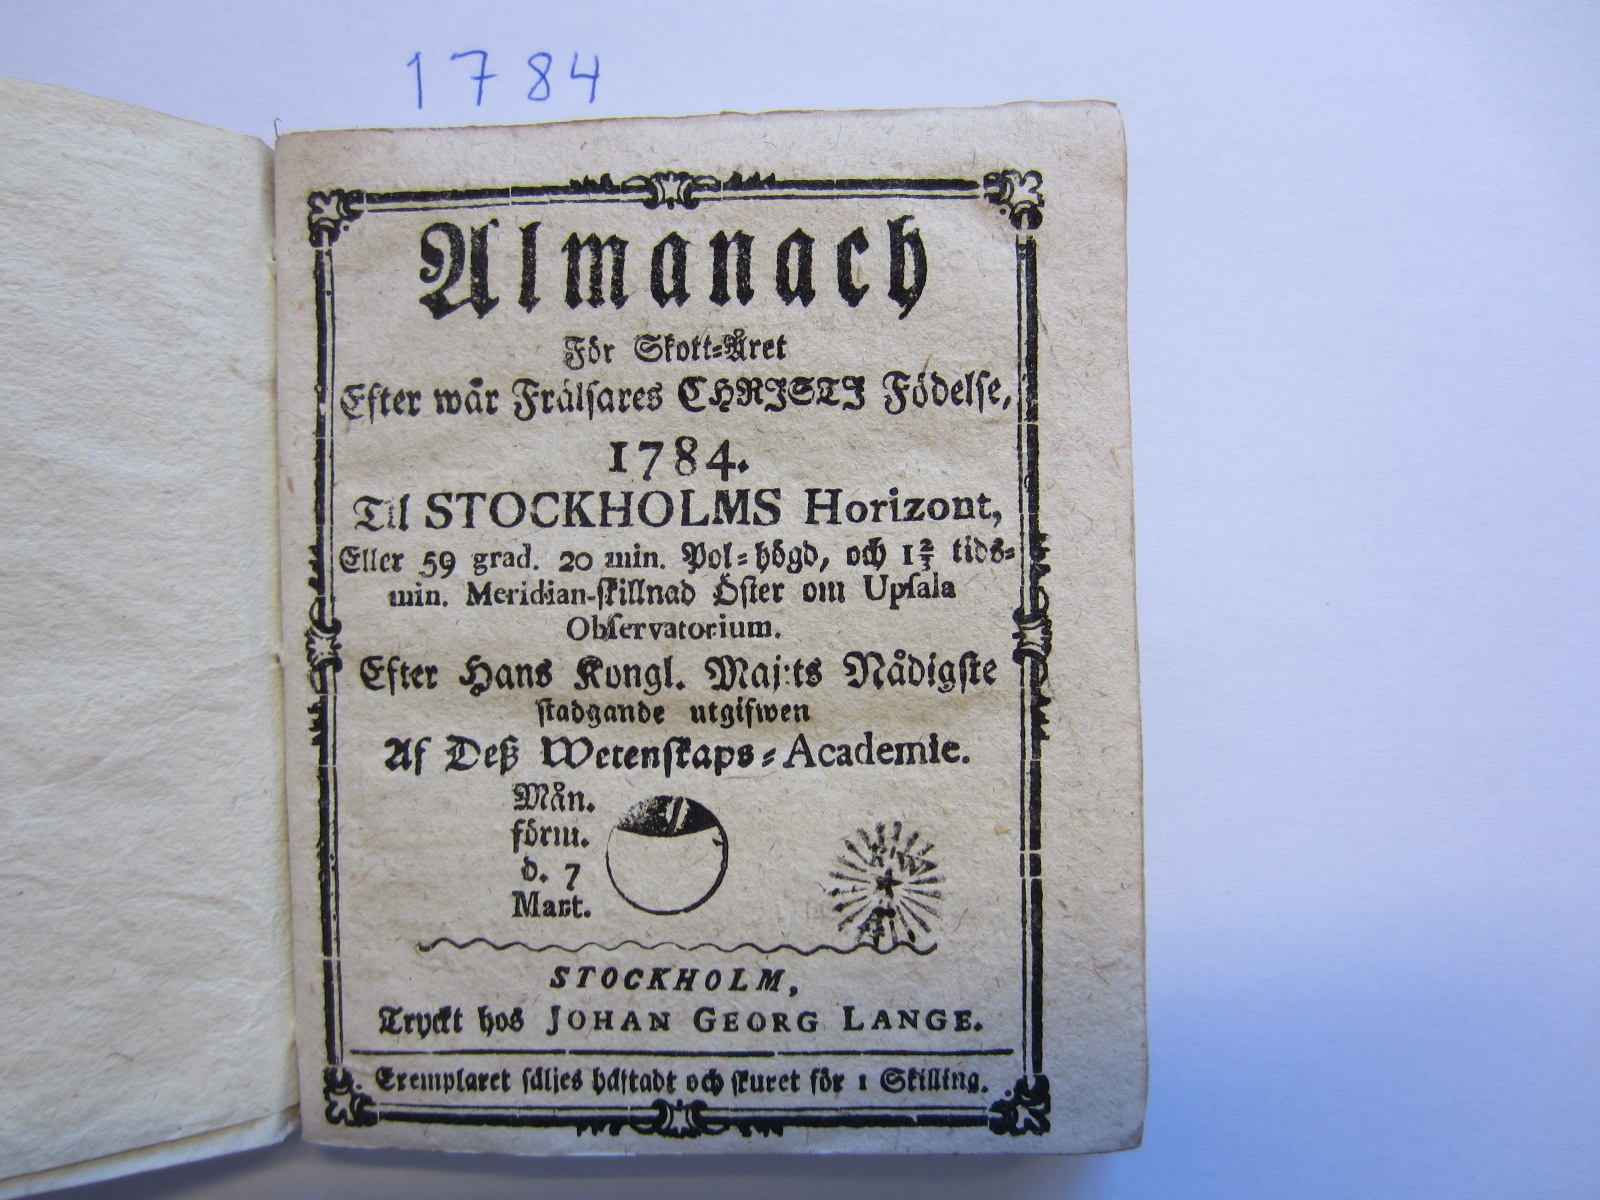 1784
Almanach
För Skott-Året
Efter wår Frälsares CHRISTI Födelse,
1784.
Til STOCKHOLMS Horizont,
Eller 59 grad. 20 min. Pol-högd, och 1⅔ tids-
min. Meridian-skillnad Öster om Upsala
Observatorium.
Efter Hans Kongl. Maj:ts Nådigste
stadgande utgifwen
Af Deß Wetenskaps-Academie.
Mån.
förm.
d. 7
Mart.
STOCKHOLM,
Tryckt hos JOHAN GEORG LANGE.
Exemplaret säljes häftadt och skuret för 1 Skilling.